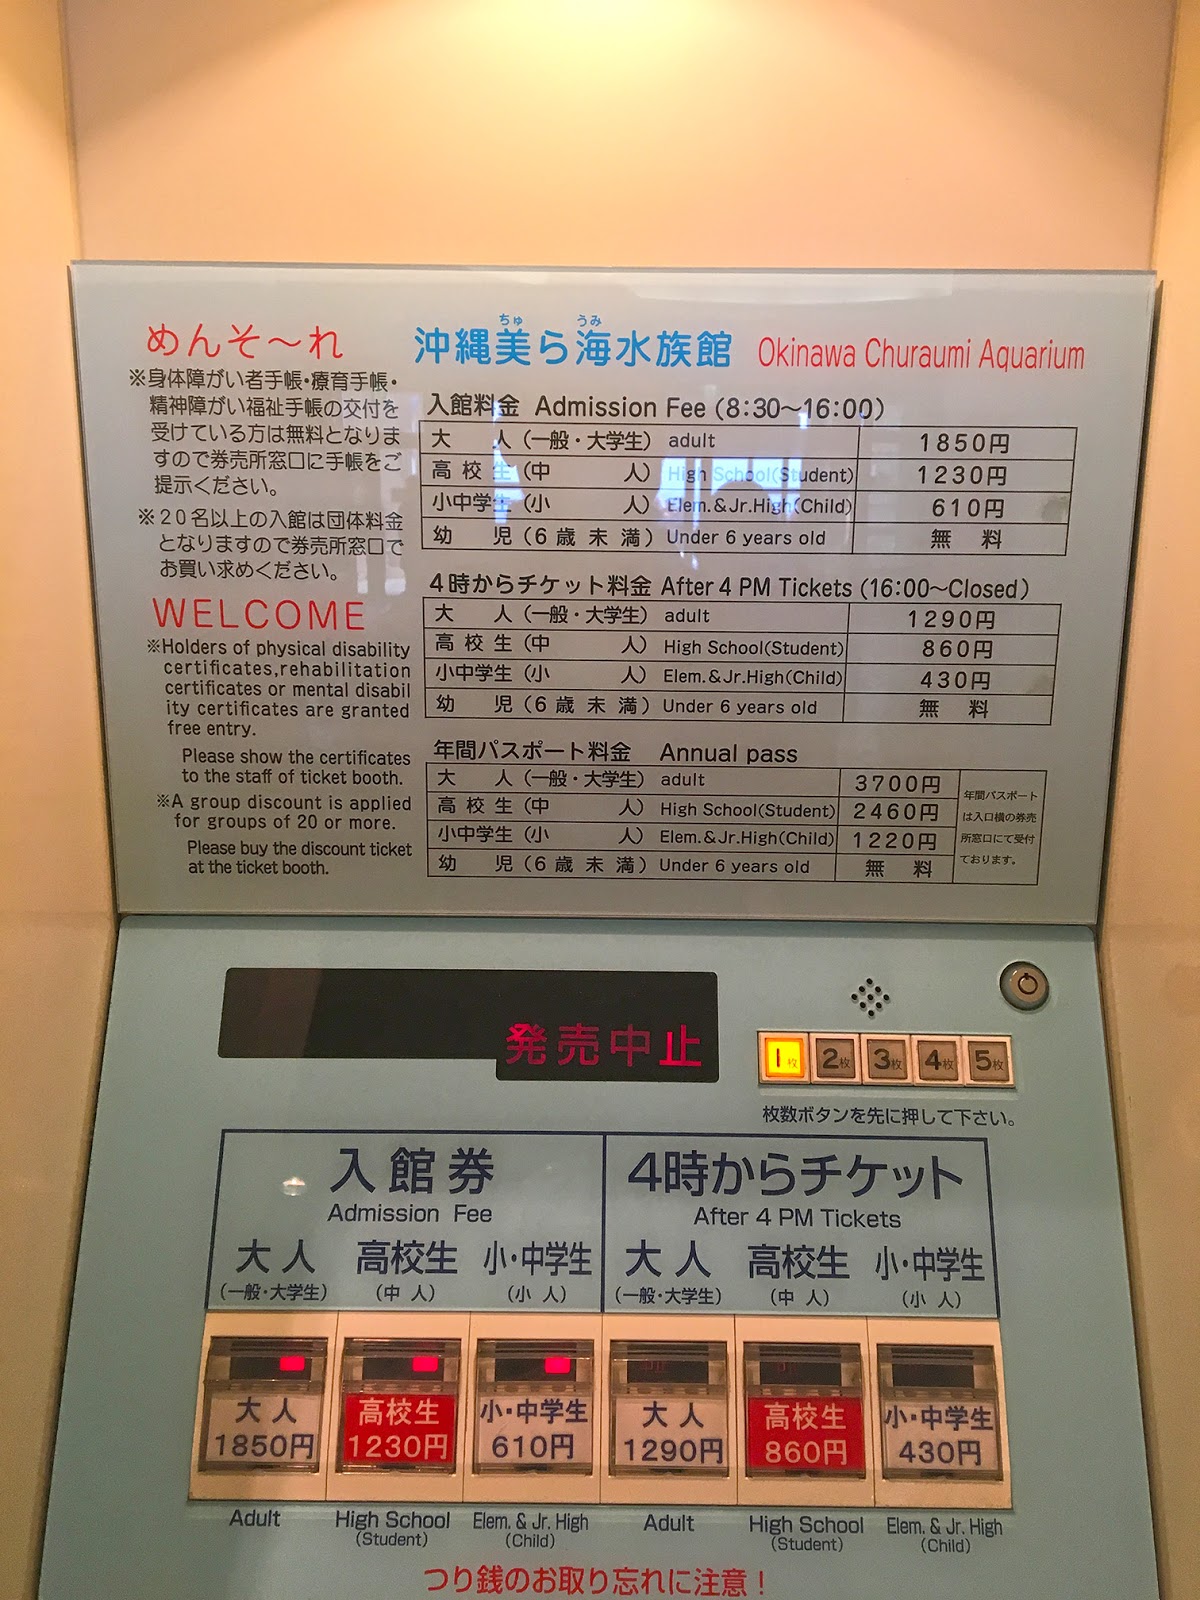 めんそ〜れ
※身体障がい者手帳・療育手帳・
精神障がい福祉手帳の交付を
受けている方は無料となりま
すので券売所窓口に手帳をご
提示ください。
※20名以上の入館は団体料金
となりますので券売所窓口で
お買い求めください。
WELCOME
※Holders of physical disability
certificates,rehabilitation
certificates or mental disabil
ity certificates are granted
free entry.
Please show the certificates
to the staff of ticket booth.
※A group discount is applied
for groups of 20 or more.
Please buy the discount ticket
at the ticket booth.
ちゅ うみ
沖縄美ら海水族館 Okinawa Churaumi Aquarium
入館料金 Admission Fee (8:30〜16:00)
大人(一般・大学生) adult 1850円
高校生(中人) High School(Student) 1230円
小中学生(小人) Elem.&Jr.High(Child) 610円
幼児(6歳未満) Under 6 years old 無料
4時からチケット料金 After 4 PM Tickets (16:00〜Closed)
大人(一般・大学生) adult 1290円
高校生(中人) High School(Student) 860円
小中学生(小人) Elem.&Jr.High(Child) 430円
幼児(6歳未満) Under 6 years old 無料
年間パスポート料金 Annual pass
大人(一般・大学生) adult 3700円
高校生(中人) High School(Student) 2460円
小中学生(小人) Elem.&Jr.High(Child) 1220円
幼児(6歳未満) Under 6 years old 無料
年間パスポート
は入口横の券売
所窓口にて受付
ております。
発売中止
1枚 2枚 3枚 4枚 5枚
枚数ボタンを先に押して下さい。
入館券
Admission Fee
大人 高校生 小・中学生
(一般・大学生) (中人) (小人)
4時からチケット
After 4 PM Tickets
大人 高校生 小・中学生
(一般・大学生) (中人) (小人)
大人 高校生 小・中学生 大人 高校生 小・中学生
1850円 1230円 610円 1290円 860円 430円
Adult High School Elem. & Jr. High Adult High School Elem. & Jr. High
(Student) (Child) (Student) (Child)
つり銭のお取り忘れに注意！